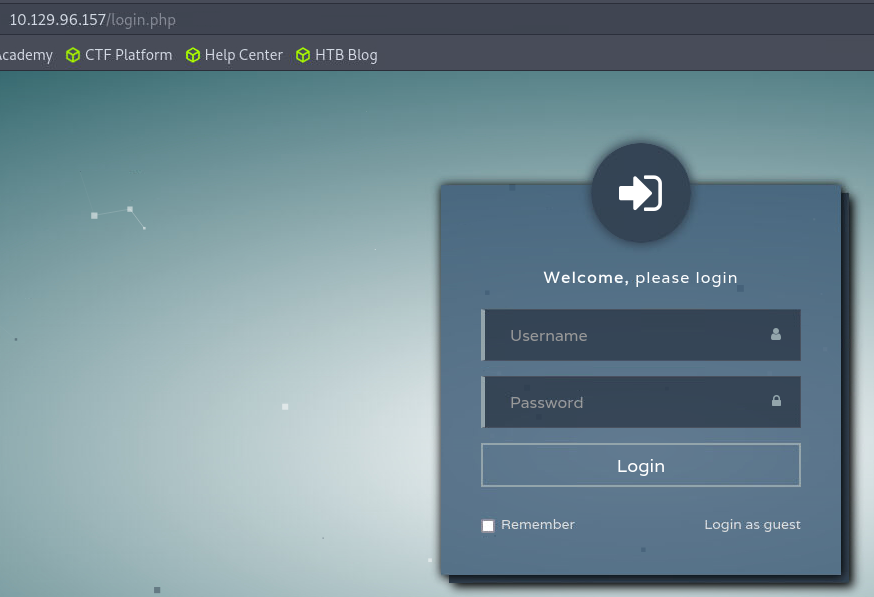 10.129.96.157/login.php
CTF Platform Help Center HTB Blog
Welcome, please login
Username
Password
Login
Remember Login as guest